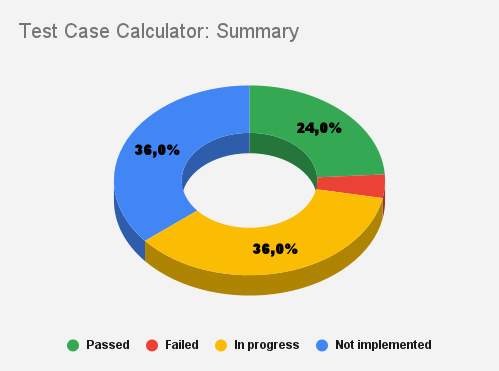 Test Case Calculator: Summary
24,0%
36,0%
36,0%
Passed Failed In progress Not implemented